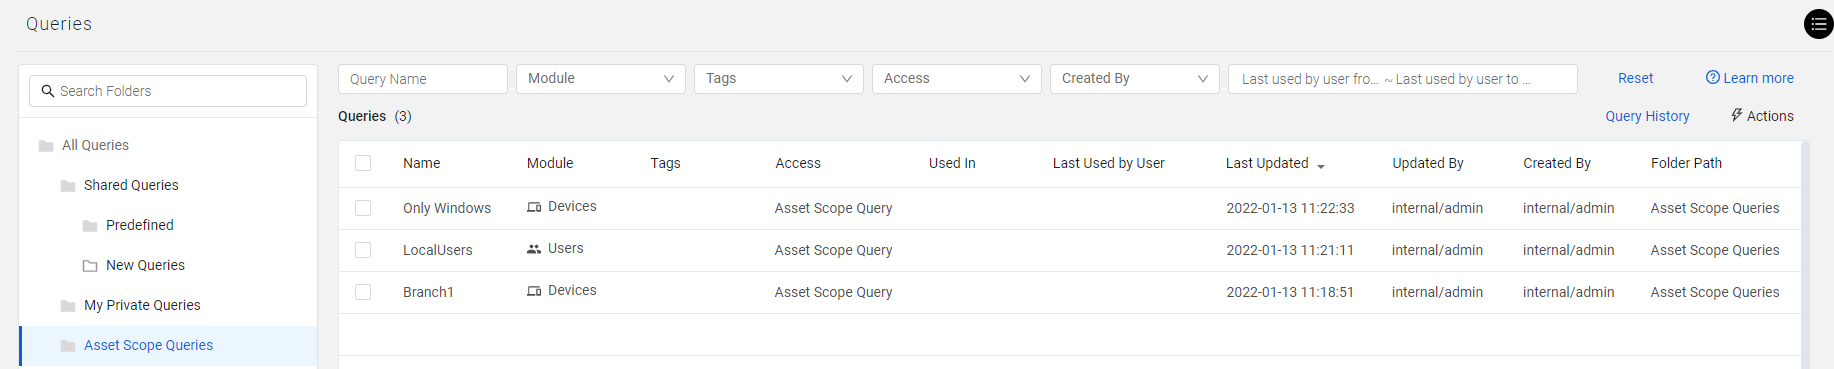 Queries
Search Folders
All Queries
Shared Queries
Predefined
New Queries
My Private Queries
Asset Scope Queries
Query Name Module Tags Access Created By Last used by user fro... ~ Last used by user to ... Reset Learn more
Queries (3) Query History Actions
Name Module Tags Access Used In Last Used by User Last Updated Updated By Created By Folder Path
Only Windows Devices Asset Scope Query 2022-01-13 11:22:33 internal/admin internal/admin Asset Scope Queries
LocalUsers Users Asset Scope Query 2022-01-13 11:21:11 internal/admin internal/admin Asset Scope Queries
Branch1 Devices Asset Scope Query 2022-01-13 11:18:51 internal/admin internal/admin Asset Scope Queries